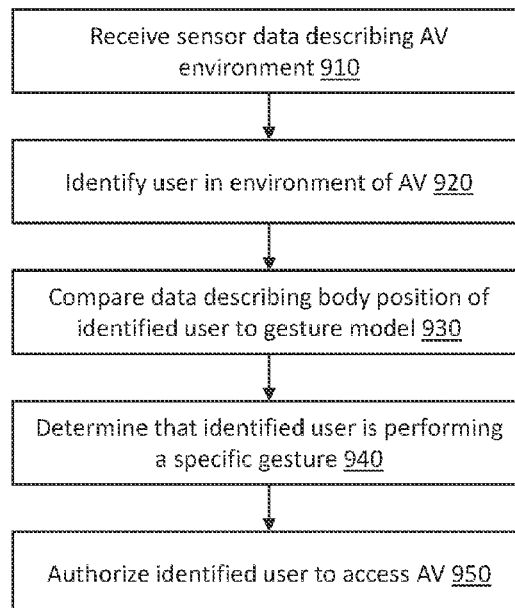 Receive sensor data describing AV
environment 910
Identify user in environment of AV 920
Compare data describing body position of
identified user to gesture model 930
Determine that identified user is performing
a specific gesture 940
Authorize identified user to access AV 950